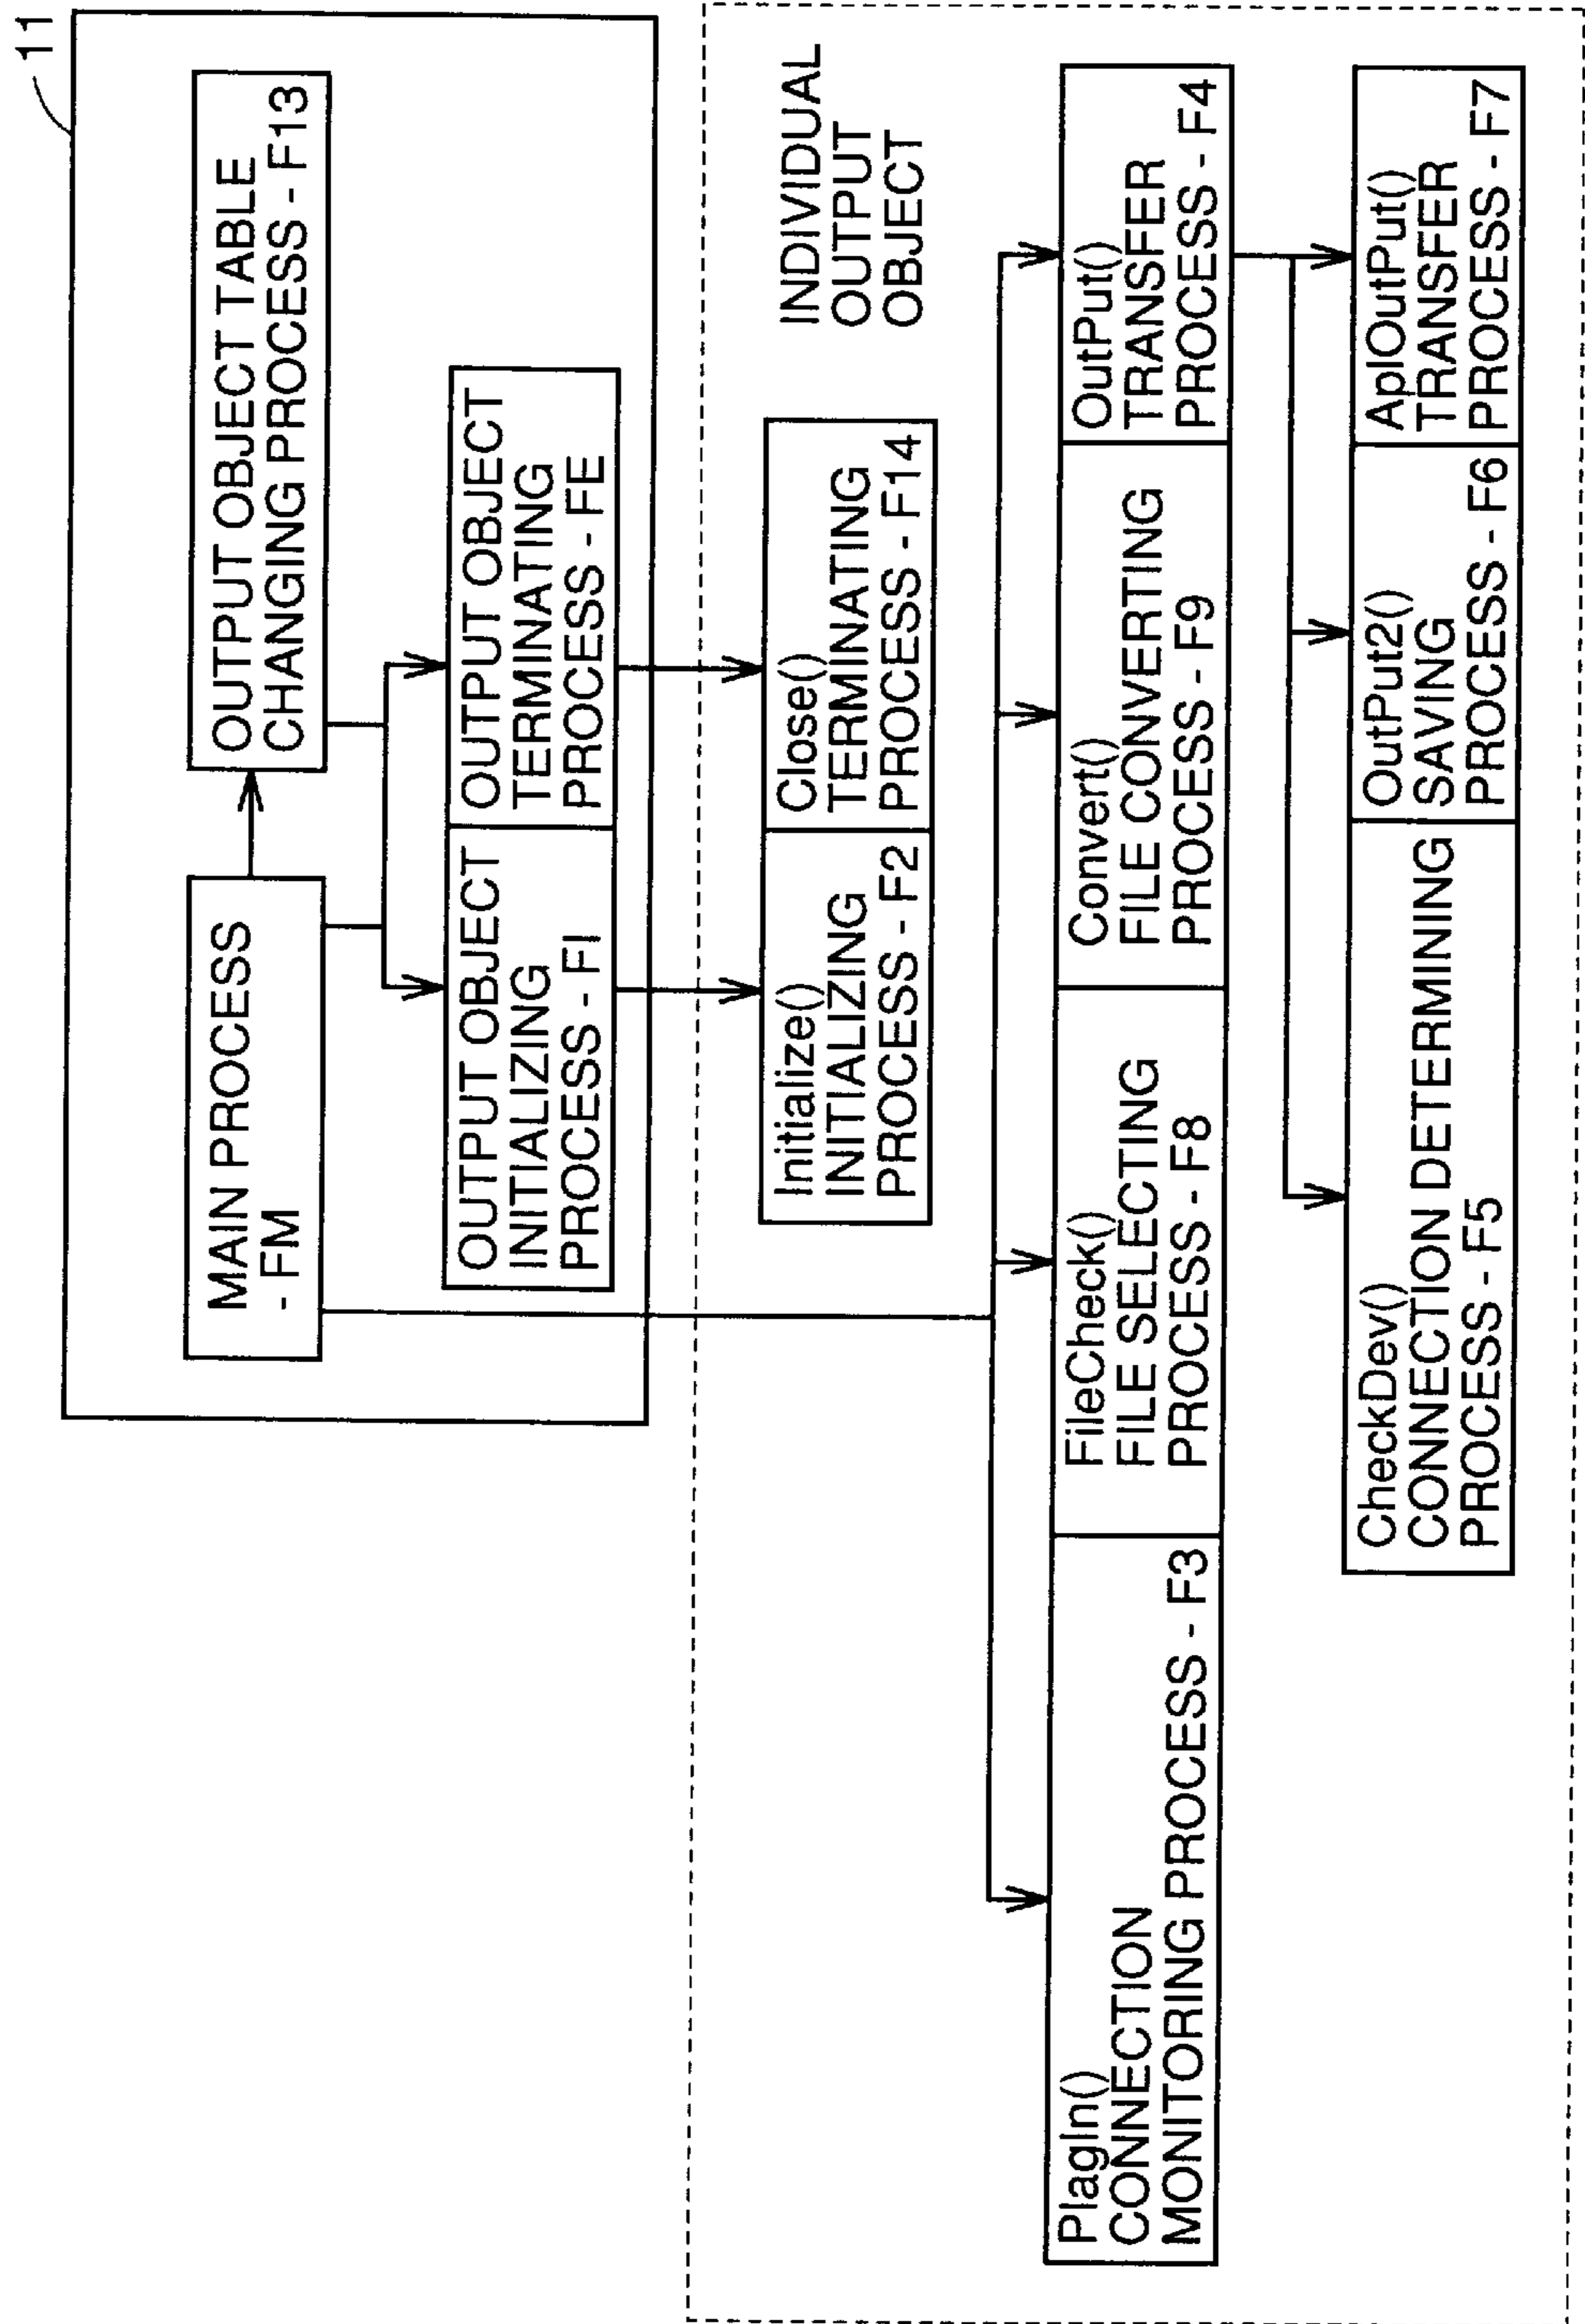 11
MAIN PROCESS
- FM
OUTPUT OBJECT TABLE
CHANGING PROCESS - F13
OUTPUT OBJECT
INITIALIZING
PROCESS - FI
OUTPUT OBJECT
TERMINATING
PROCESS - FE
INDIVIDUAL
OUTPUT
OBJECT
Initialize()
INITIALIZING
PROCESS - F2
Close()
TERMINATING
PROCESS - F14
PlagIn()
CONNECTION
MONITORING PROCESS - F3
FileCheck()
FILE SELECTING
PROCESS - F8
Convert()
FILE CONVERTING
PROCESS - F9
OutPut()
TRANSFER
PROCESS - F4
CheckDev()
CONNECTION DETERMINING
PROCESS - F5
OutPut2()
SAVING
PROCESS - F6
AplOutPut()
TRANSFER
PROCESS - F7